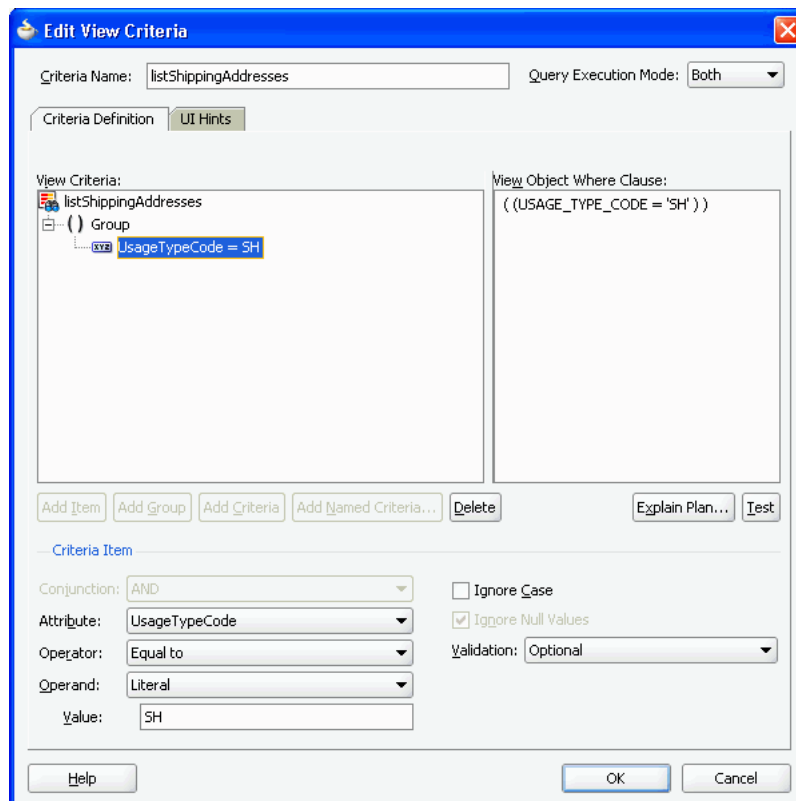 Edit View Criteria
Criteria Name: listShippingAddresses Query Execution Mode: Both
Criteria Definition UI Hints
View Criteria: View Object Where Clause:
listShippingAddresses ( (USAGE_TYPE_CODE = 'SH' ) )
( ) Group
XYZ UsageTypeCode = SH
Add Item Add Group Add Criteria Add Named Criteria... Delete Explain Plan... Test
Criteria Item
Conjunction: AND Ignore Case
Attribute: UsageTypeCode Ignore Null Values
Operator: Equal to Validation: Optional
Operand: Literal
Value: SH
Help OK Cancel